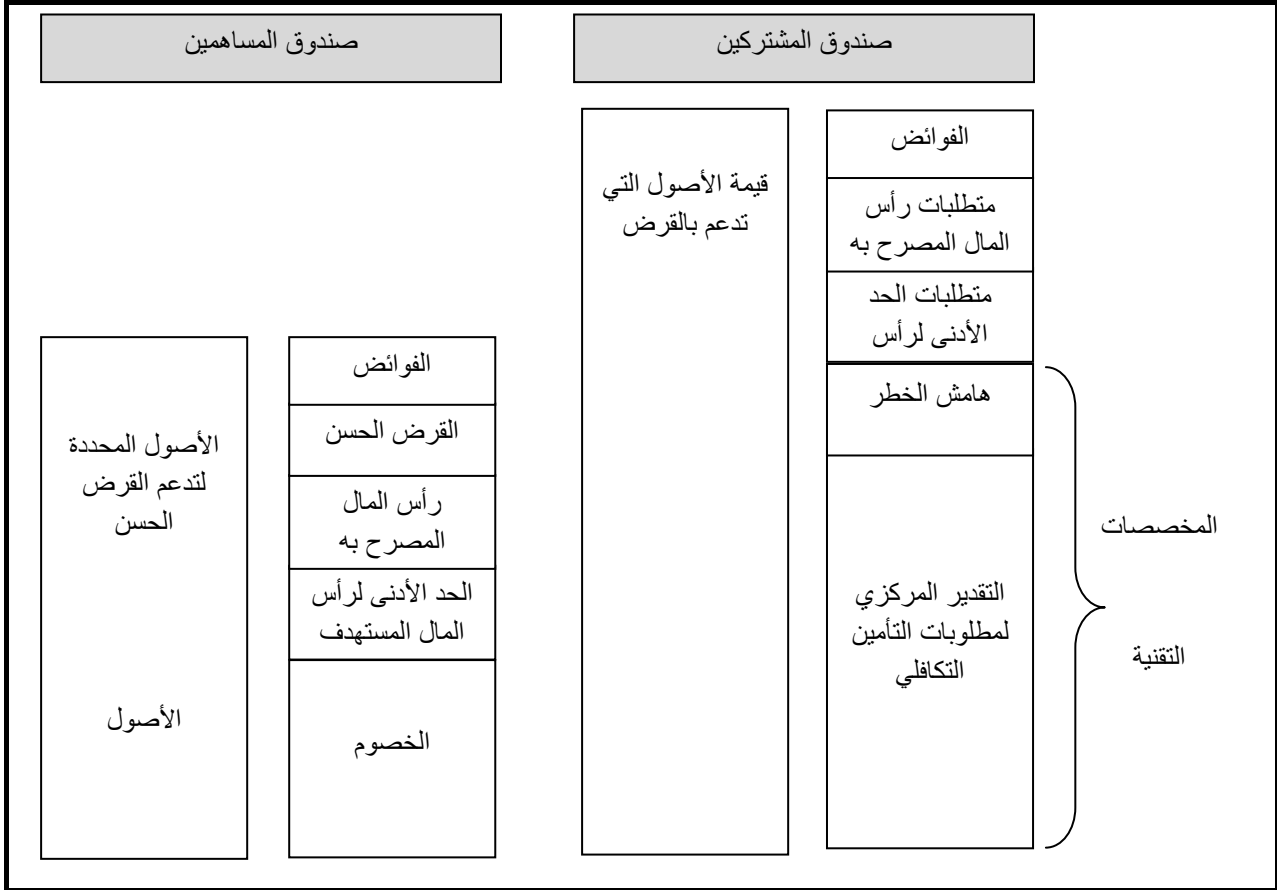 صندوق المشتركين
صندوق المساهمين
الفوائض
متطلبات رأس
المال المصرح به
متطلبات الحد
الأدنى لرأس
هامش الخطر
التقدير المركزي
لمطلوبات التأمين
التكافلي
المخصصات
التقنية
قيمة الأصول التي
تدعم بالقرض
الفوائض
القرض الحسن
رأس المال
المصرح به
الحد الأدنى لرأس
المال المستهدف
الخصوم
الأصول المحددة
لتدعم القرض
الحسن
الأصول